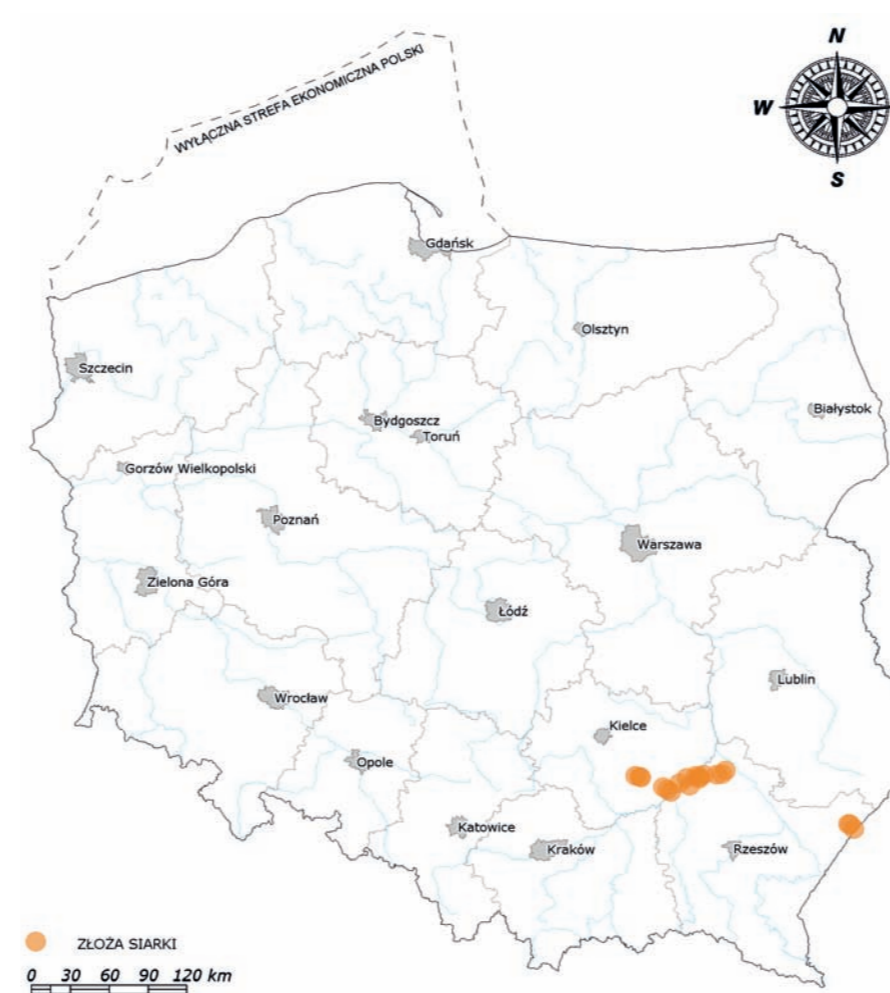 N
W
S
WYŁĄCZNA STREFA EKONOMICZNA POLSKI
Gdańsk
Olsztyn
Szczecin
Białystok
Bydgoszcz
Toruń
Gorzów Wielkopolski
Poznań
Warszawa
Zielona Góra
Łódź
Lublin
Wrocław
Kielce
Opole
Katowice
Kraków
Rzeszów
ZŁOŻA SIARKI
0 30 60 90 120 km